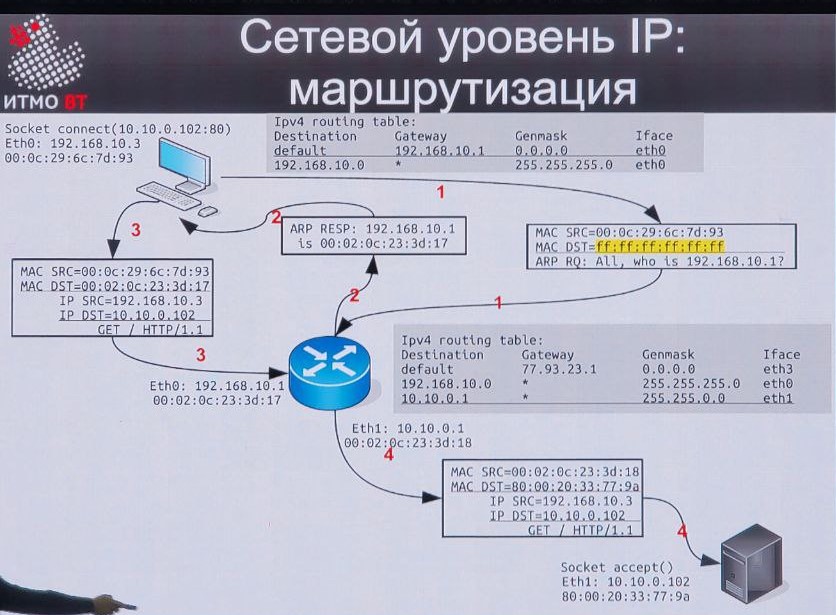 Сетевой уровень IP:
маршрутизация
ИТМО ВТ
Socket connect(10.10.0.102:80)
Eth0: 192.168.10.3
00:0c:29:6c:7d:93
Ipv4 routing table:
Destination Gateway Genmask Iface
default 192.168.10.1 0.0.0.0 eth0
192.168.10.0 * 255.255.255.0 eth0
1
2
3
ARP RESP: 192.168.10.1
is 00:02:0c:23:3d:17
MAC SRC=00:0c:29:6c:7d:93
MAC DST=ff:ff:ff:ff:ff:ff
ARP RQ: All, who is 192.168.10.1?
MAC SRC=00:0c:29:6c:7d:93
MAC DST=00:02:0c:23:3d:17
IP SRC=192.168.10.3
IP DST=10.10.0.102
GET / HTTP/1.1
2
1
3
Ipv4 routing table:
Destination Gateway Genmask Iface
default 77.93.23.1 0.0.0.0 eth3
192.168.10.0 * 255.255.255.0 eth0
10.10.0.1 * 255.255.0.0 eth1
Eth0: 192.168.10.1
00:02:0c:23:3d:17
Eth1: 10.10.0.1
00:02:0c:23:3d:18
4
MAC SRC=00:02:0c:23:3d:18
MAC DST=80:00:20:33:77:9a
IP SRC=192.168.10.3
IP DST=10.10.0.102
GET / HTTP/1.1
4
Socket accept()
Eth1: 10.10.0.102
80:00:20:33:77:9a